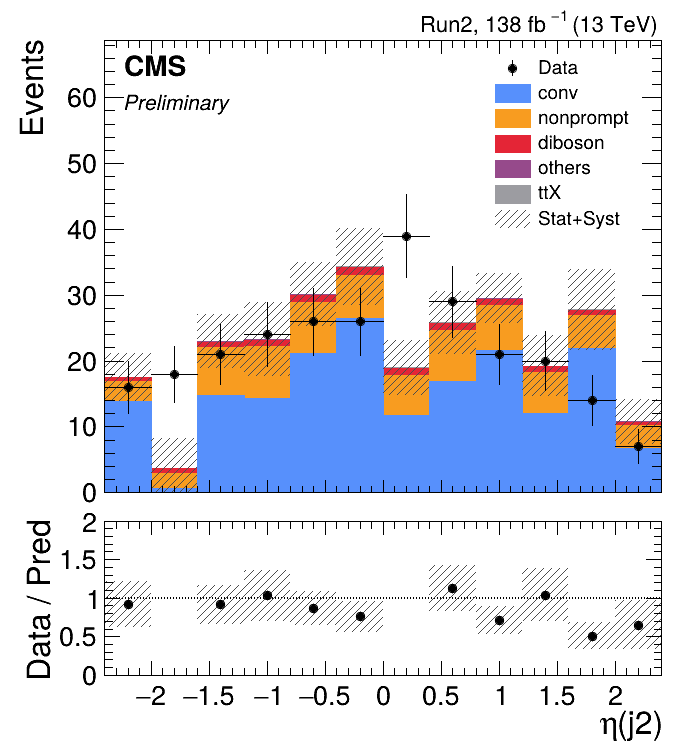 Run2, 138 fb⁻¹ (13 TeV)
CMS
Preliminary
Events
60
50
40
30
20
10
0
Data
conv
nonprompt
diboson
others
ttX
Stat+Syst
Data / Pred
2
1.5
1
0.5
0
−2 −1.5 −1 −0.5 0 0.5 1 1.5 2
η(j2)